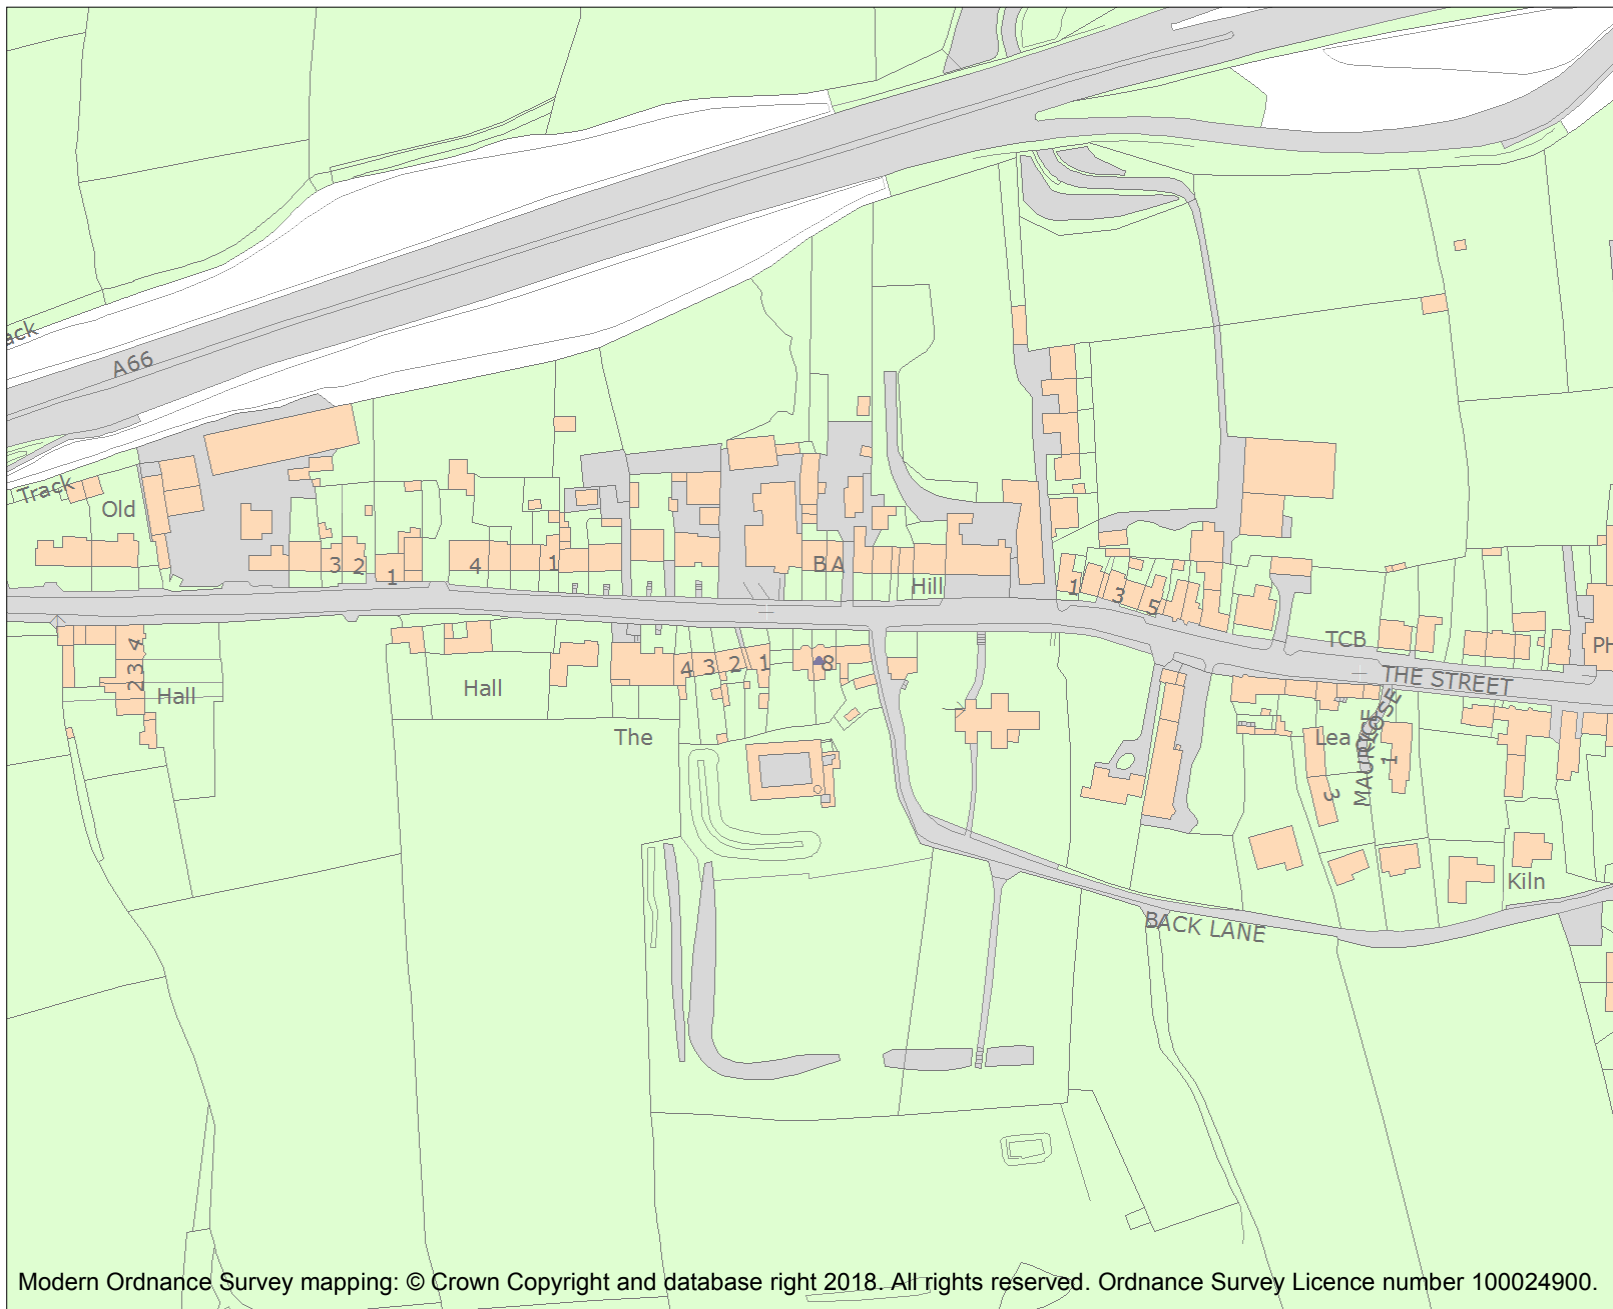 ack
A66
Track
Old
3
2
1
4
1
B A
Hill
1
3
5
TCB
PH
THE STREET
4
3
2
Hall
Hall
4
3
2
1
8
The
Lea
MAURICE
CLOSE
1
3
Kiln
BACK LANE
Modern Ordnance Survey mapping: © Crown Copyright and database right 2018. All rights reserved. Ordnance Survey Licence number 100024900.